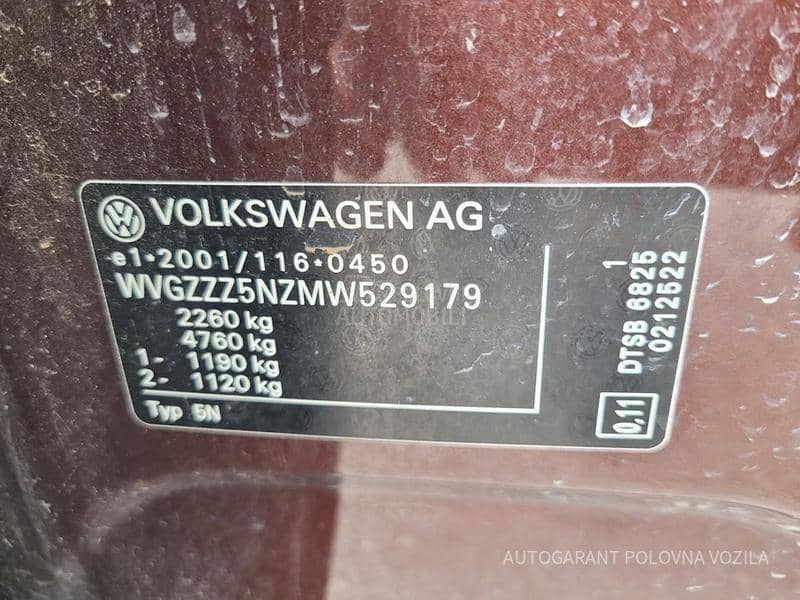 VOLKSWAGEN AG
e1*2001/116*0450
WVGZZZ5NZMW529179
2260 kg
4760 kg
1- 1190 kg
2- 1120 kg
Typ 5N
1
DTSB 6825
0212522
0,11
AUTOGARANT POLOVNA VOZILA